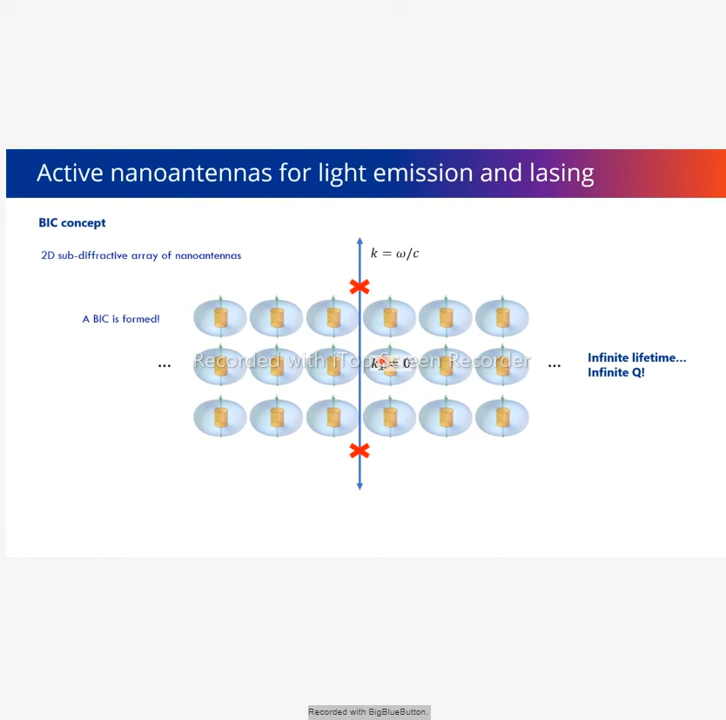 Active nanoantennas for light emission and lasing
BIC concept
2D sub-diffractive array of nanoantennas
k = ω/c
A BIC is formed!
Recorded with iTop Screen Recorder
kₓ = 0
...
...
Infinite lifetime...
Infinite Q!
Recorded with BigBlueButton.